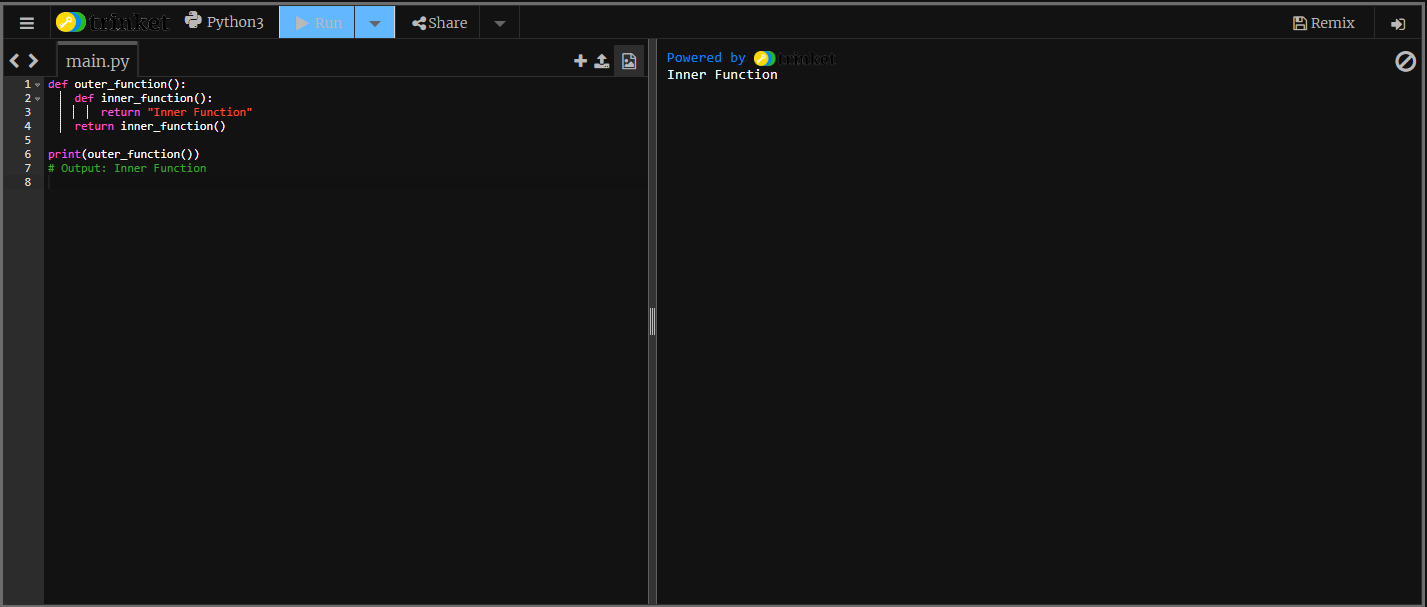 trinket Python3 Run Share Remix
main.py
1 def outer_function():
2 def inner_function():
3 return "Inner Function"
4 return inner_function()
5
6 print(outer_function())
7 # Output: Inner Function
8
Powered by trinket
Inner Function